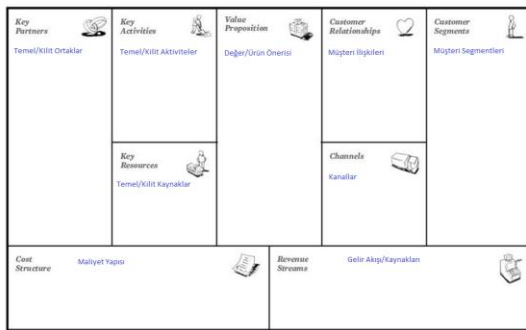 Key
Partners
Temel/Kilit Ortaklar
Key
Activities
Temel/Kilit Aktiviteler
Key
Resources
Temel/Kilit Kaynaklar
Value
Proposition
Değer/Ürün Önerisi
Customer
Relationships
Müşteri İlişkileri
Channels
Kanallar
Customer
Segments
Müşteri Segmentleri
Cost
Structure
Maliyet Yapısı
Revenue
Streams
Gelir Akışı/Kaynakları